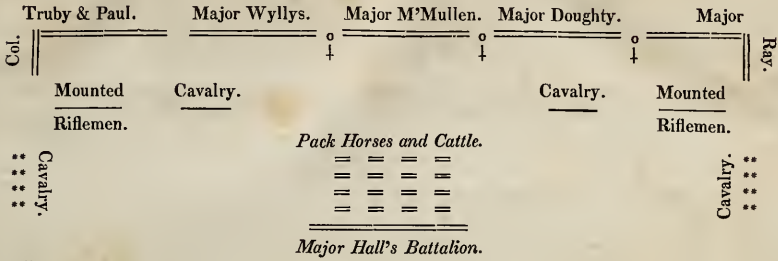 Truby & Paul. Major Wyllys. Major M'Mullen. Major Doughty. Major
Col. Ray.
Mounted Cavalry. Cavalry. Mounted
Riflemen. Riflemen.
Pack Horses and Cattle.
Cavalry. Cavalry.
Major Hall's Battalion.